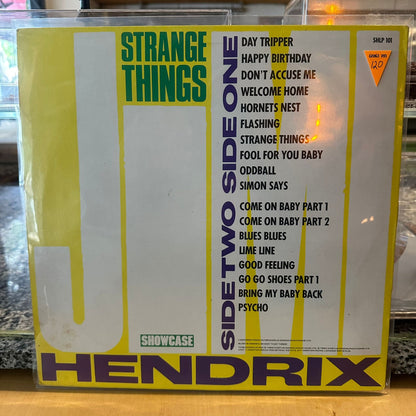 SHLP 101
120
JIMI
STRANGE
THINGS
SIDE ONE
DAY TRIPPER
HAPPY BIRTHDAY
DON'T ACCUSE ME
WELCOME HOME
HORNETS NEST
FLASHING
STRANGE THINGS
FOOL FOR YOU BABY
ODDBALL
SIMON SAYS
SIDE TWO
COME ON BABY PART 1
COME ON BABY PART 2
BLUES BLUES
LIME LINE
GOOD FEELING
GO GO SHOES PART 1
BRING MY BABY BACK
PSYCHO
SHOWCASE
HENDRIX